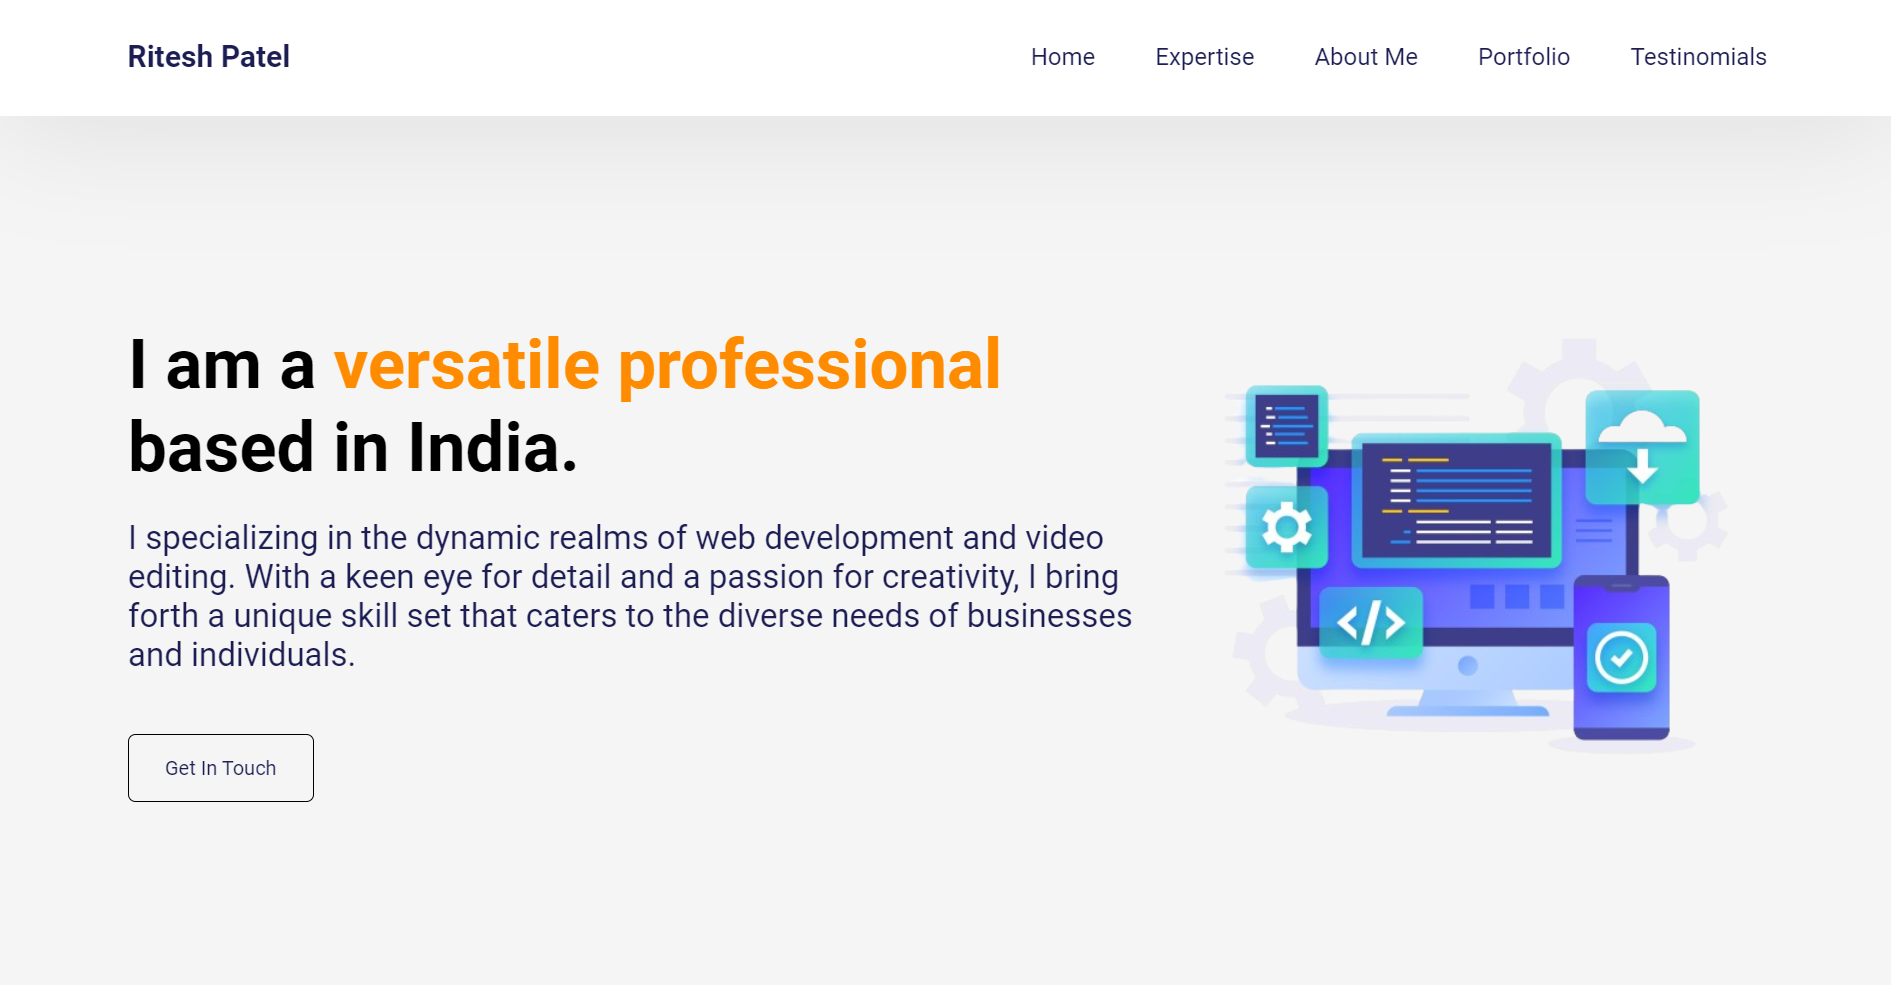 Ritesh Patel
Home
Expertise
About Me
Portfolio
Testinomials
I am a versatile professional
based in India.
I specializing in the dynamic realms of web development and video
editing. With a keen eye for detail and a passion for creativity, I bring
forth a unique skill set that caters to the diverse needs of businesses
and individuals.
</>
Get In Touch